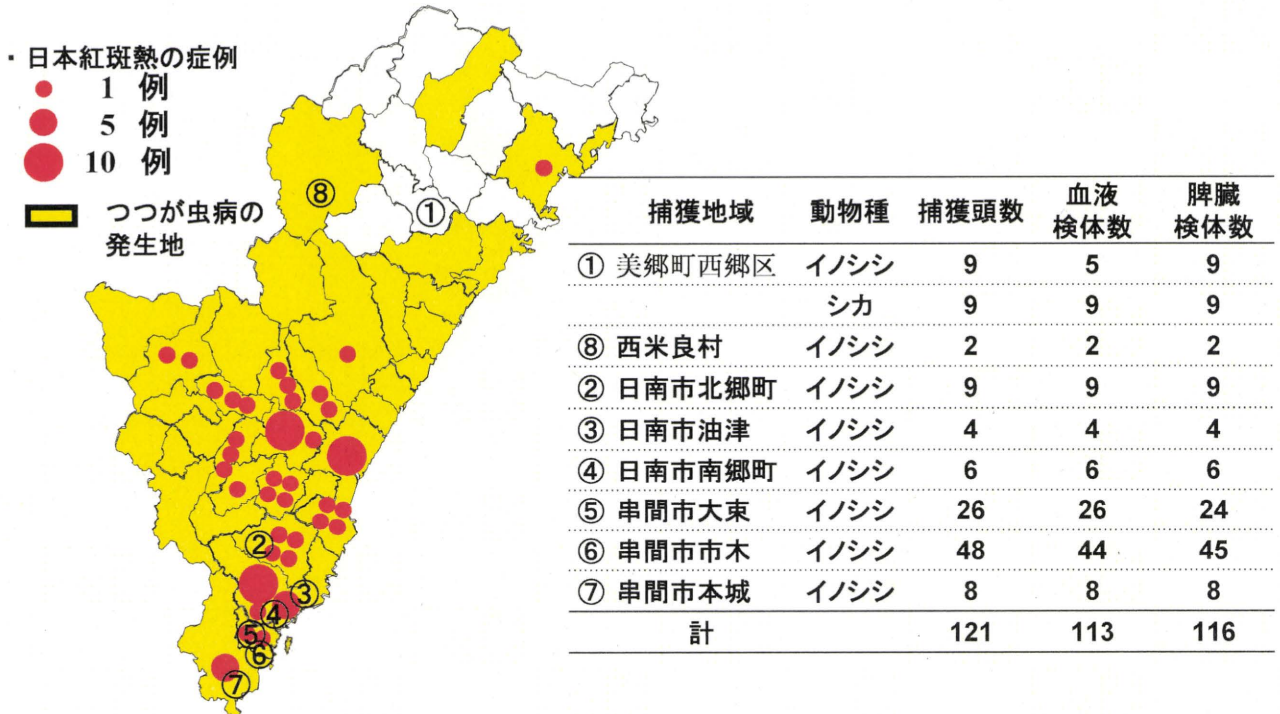 ・日本紅斑熱の症例
1 例
5 例
10 例
つつが虫病の
発生地
⑧
①
②
③
④
⑤
⑥
⑦
捕獲地域 動物種 捕獲頭数 血液検体数 脾臓検体数
① 美郷町西郷区 イノシシ 9 5 9
シカ 9 9 9
⑧ 西米良村 イノシシ 2 2 2
② 日南市北郷町 イノシシ 9 9 9
③ 日南市油津 イノシシ 4 4 4
④ 日南市南郷町 イノシシ 6 6 6
⑤ 串間市大束 イノシシ 26 26 24
⑥ 串間市市木 イノシシ 48 44 45
⑦ 串間市本城 イノシシ 8 8 8
計 121 113 116